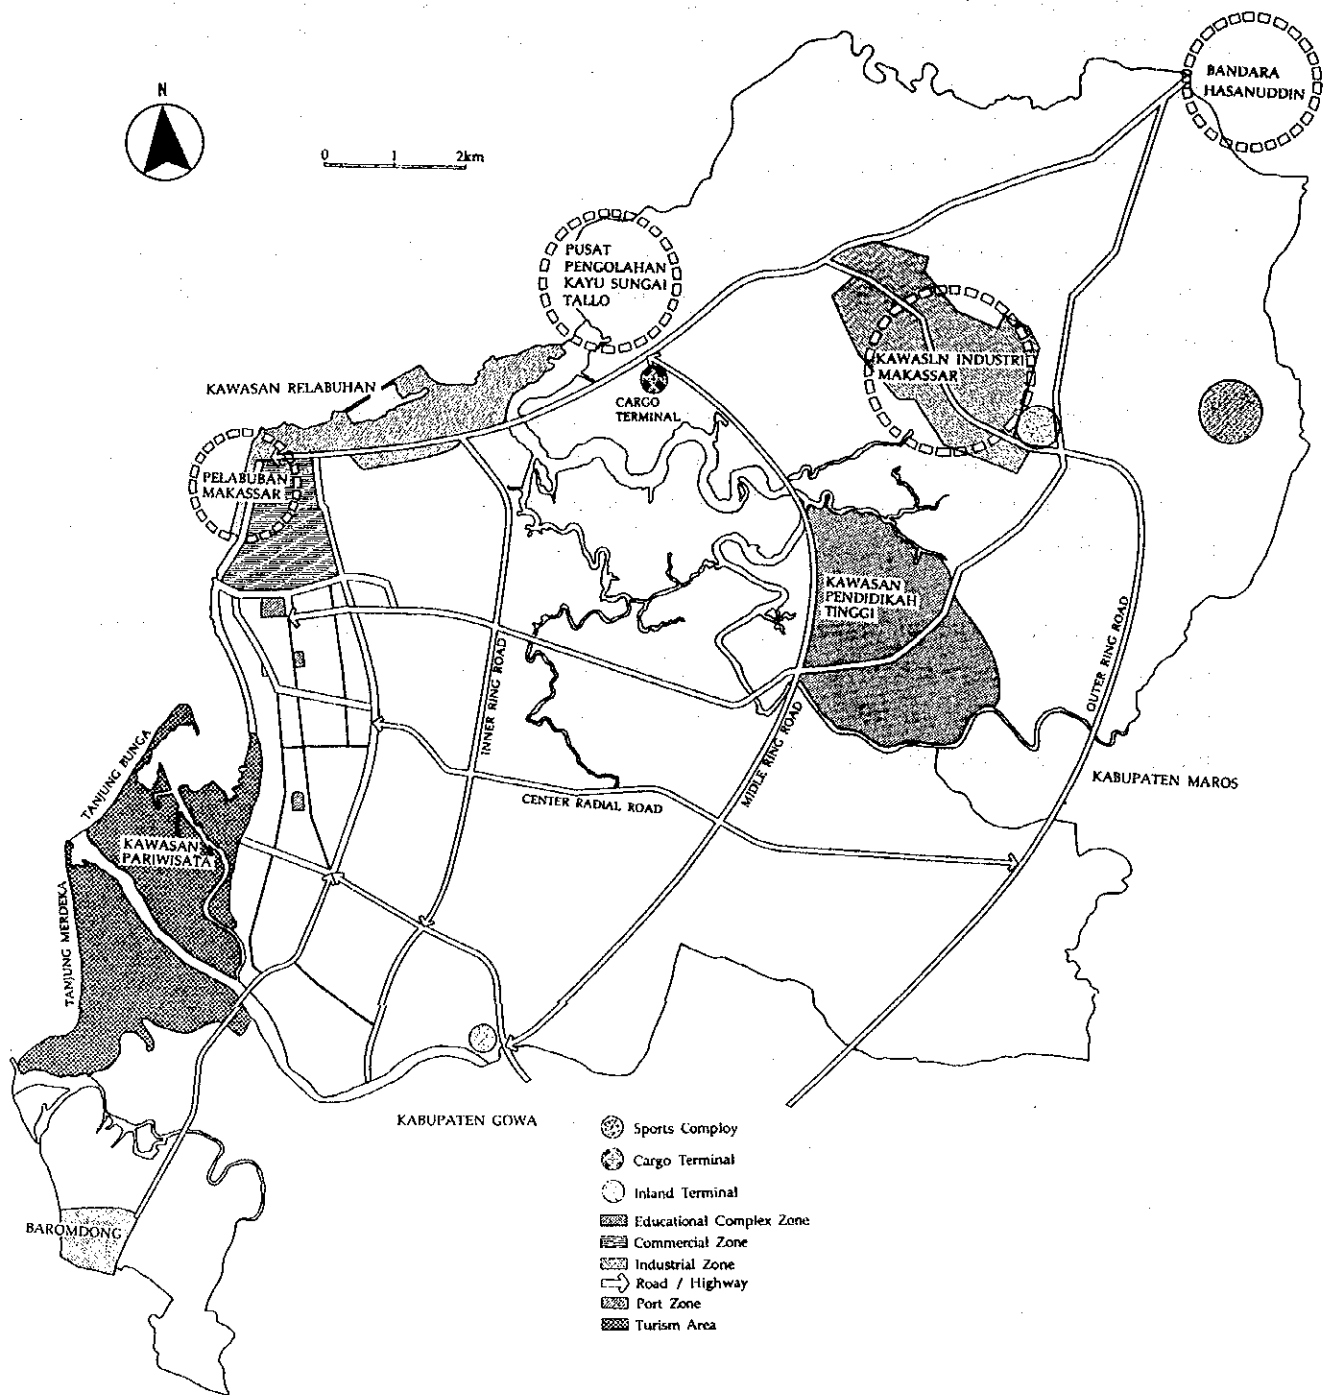 BANDARA
HASANUDDIN
N
0 1 2km
PUSAT
PENGOLAHAN
KAYU SUNGAI
TALLO
KAWASAN RELABUHAN
CARGO
TERMINAL
KAWASLN INDUSTRI
MAKASSAR
PELABUBAN
MAKASSAR
KAWASAN
PENDIDIKAH
TINGGI
OUTER RING ROAD
INNER RING ROAD
MIDLE RING ROAD
TANJUNG BUNGA
KABUPATEN MAROS
CENTER RADIAL ROAD
KAWASAN
PARIWISATA
TANJUNG MERDEKA
KABUPATEN GOWA
BAROMDONG
Sports Comploy
Cargo Terminal
Inland Terminal
Educational Complex Zone
Commercial Zone
Industrial Zone
Road / Highway
Port Zone
Turism Area